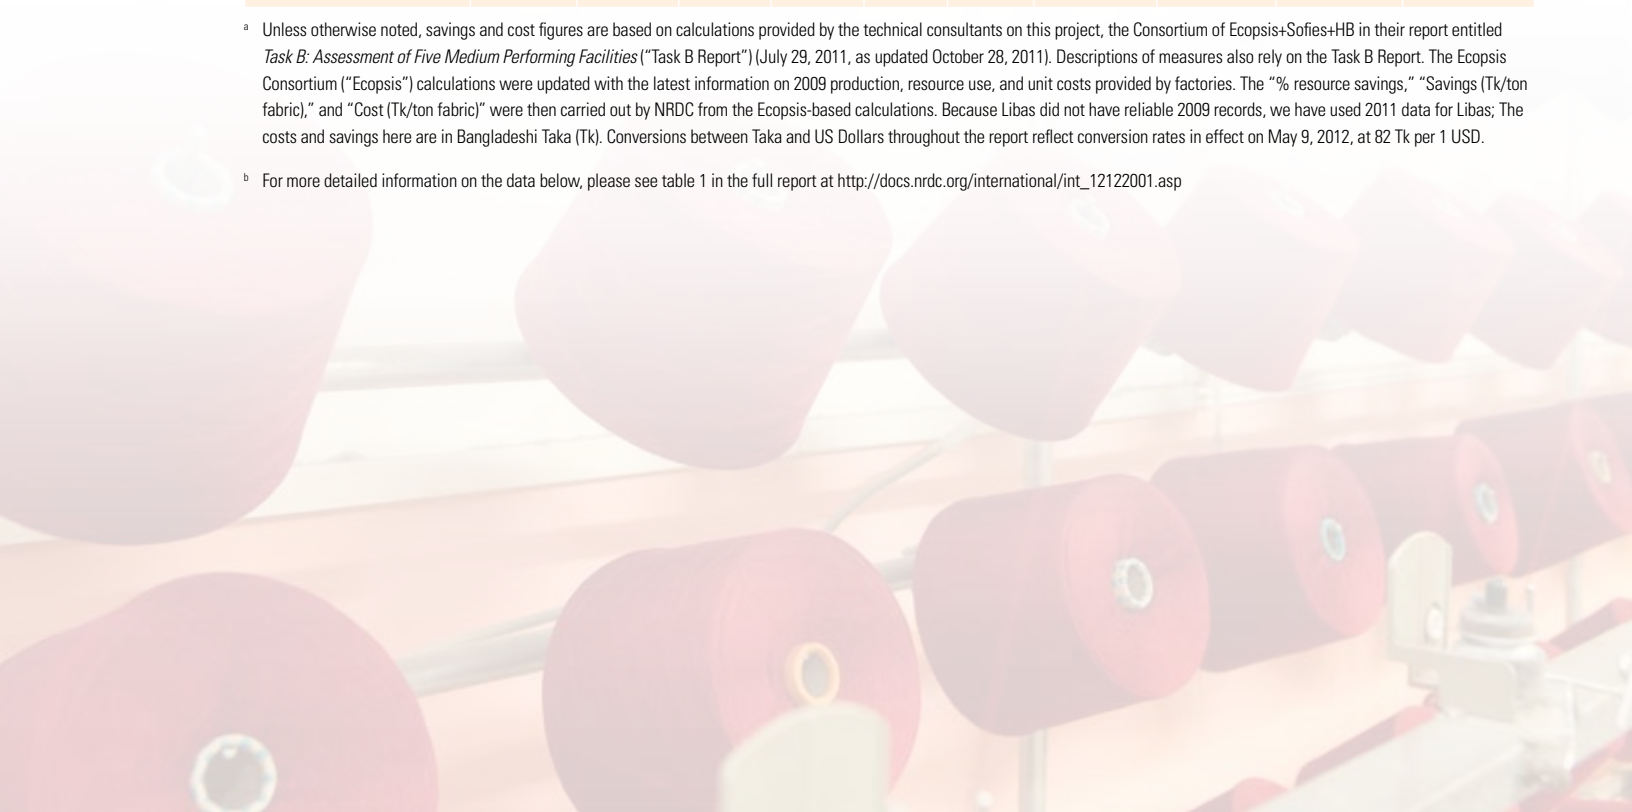 a Unless otherwise noted, savings and cost figures are based on calculations provided by the technical consultants on this project, the Consortium of Ecopsis+Sofies+HB in their report entitled
Task B: Assessment of Five Medium Performing Facilities (“Task B Report”) (July 29, 2011, as updated October 28, 2011). Descriptions of measures also rely on the Task B Report. The Ecopsis
Consortium (“Ecopsis”) calculations were updated with the latest information on 2009 production, resource use, and unit costs provided by factories. The “% resource savings,” “Savings (Tk/ton
fabric),” and “Cost (Tk/ton fabric)” were then carried out by NRDC from the Ecopsis-based calculations. Because Libas did not have reliable 2009 records, we have used 2011 data for Libas; The
costs and savings here are in Bangladeshi Taka (Tk). Conversions between Taka and US Dollars throughout the report reflect conversion rates in effect on May 9, 2012, at 82 Tk per 1 USD.
b For more detailed information on the data below, please see table 1 in the full report at http://docs.nrdc.org/international/int_12122001.asp